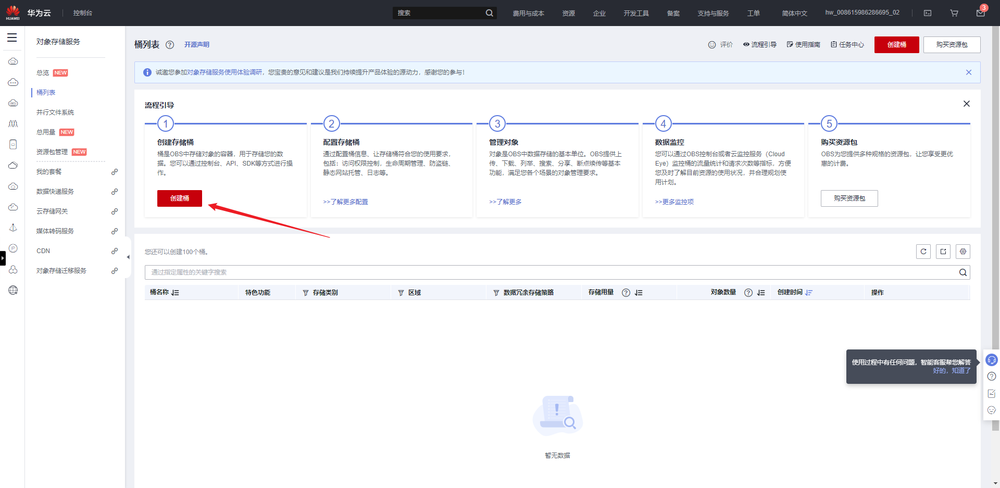 HUAWEI 华为云 控制台 搜索 费用与成本 资源 企业 开发工具 备案 支持与服务 工单 简体中文 hw_008615986286695_02 3
对象存储服务
总览 NEW
桶列表
并行文件系统
总用量 NEW
资源包管理 NEW
我的套餐
数据快递服务
云存储网关
媒体转码服务
CDN
对象存储迁移服务
IP
桶列表 ? 开源声明 评价 流程引导 使用指南 任务中心 创建桶 购买资源包
诚邀您参加对象存储服务使用体验调研，您宝贵的意见和建议是我们持续提升产品体验的源动力，感谢您的参与！
流程引导
1
创建存储桶
桶是OBS中存储对象的容器，用于存储您的数
据。您可以通过控制台、API、SDK等方式进行操
作。
创建桶
2
配置存储桶
通过配置桶信息、让存储桶符合您的使用要求，
包括：访问权限控制，生命周期管理、防盗链、
静态网站托管、日志等。
>>了解更多配置
3
管理对象
对象是OBS中数据存储的基本单位。OBS提供上
传、下载、列举、搜索、分享、断点续传等基本
功能，满足您各个场景的对象管理要求。
>>了解更多
4
数据监控
您可以通过OBS控制台或者云监控服务（Cloud
Eye）监控桶的流量统计和请求次数等指标，方便
您及时了解目前资源的使用状况，并合理规划使
用计划。
>>更多监控项
5
购买资源包
OBS为您提供多种规格的资源包，让您享受更优
惠的计费。
购买资源包
您还可以创建100个桶。
通过指定属性的关键字搜索
桶名称 特色功能 存储类别 区域 数据冗余存储策略 存储用量 ? 对象数量 ? 创建时间 操作
使用过程中有任何问题，智能客服帮您解答
好的，知道了
暂无数据